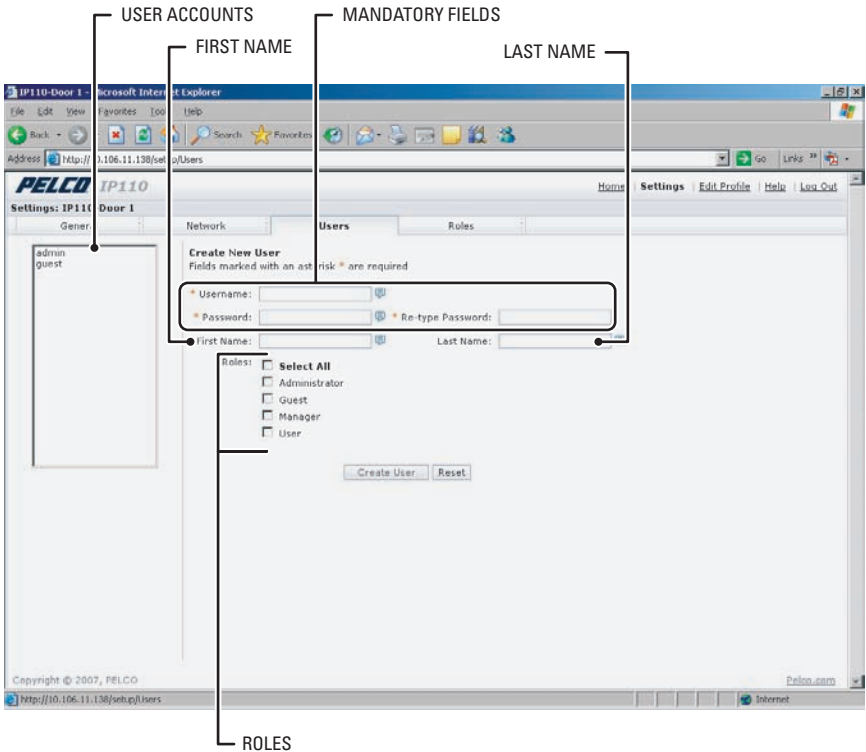 USER ACCOUNTS
MANDATORY FIELDS
FIRST NAME
LAST NAME
IP110-Door 1 - Microsoft Internet Explorer
File Edit View Favorites Help
Back Search Favorites
Address http:// 0.106.11.138/setup/Users Go Links
PELCO IP110
Home Settings Edit Profile Help Log Out
Settings: IP110 Door 1
Gener Network Users Roles
admin
guest
Create New User
Fields marked with an asterisk * are required
* Username:
* Password: * Re-type Password:
First Name: Last Name:
Roles: Select All
Administrator
Guest
Manager
User
Create User Reset
Copyright © 2007, PELCO Pelco.com
http://10.106.11.138/setup/Users Internet
ROLES